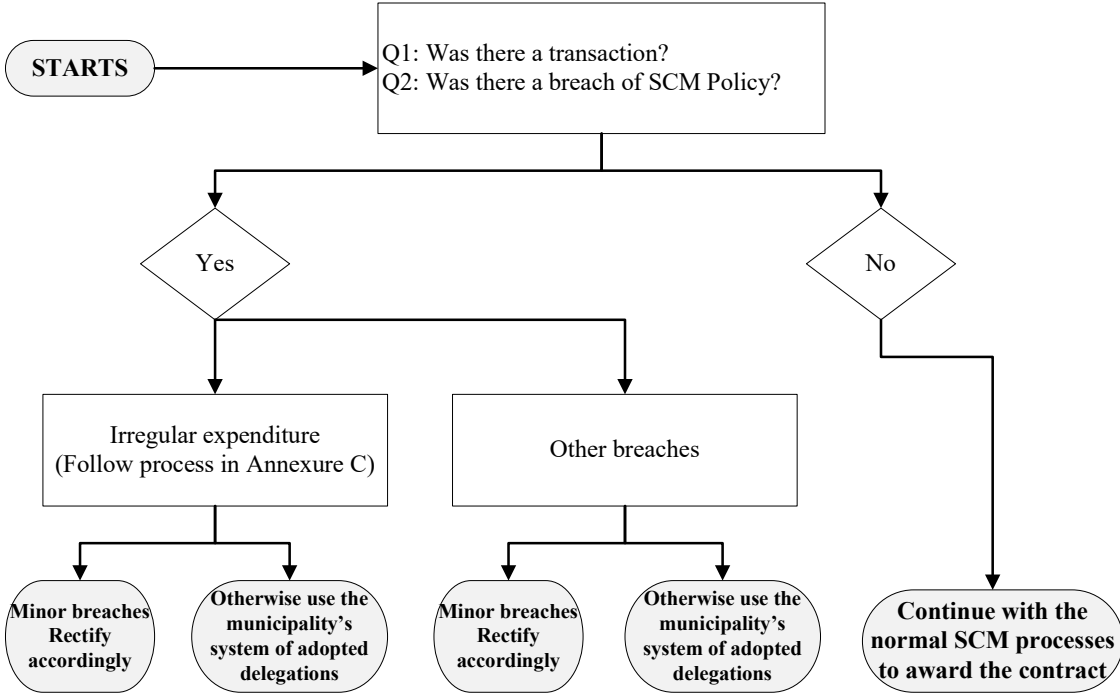 STARTS
Q1: Was there a transaction?
Q2: Was there a breach of SCM Policy?
Yes
No
Irregular expenditure
(Follow process in Annexure C)
Other breaches
Minor breaches
Rectify
accordingly
Otherwise use the
municipality’s
system of adopted
delegations
Minor breaches
Rectify
accordingly
Otherwise use the
municipality’s
system of adopted
delegations
Continue with the
normal SCM processes
to award the contract